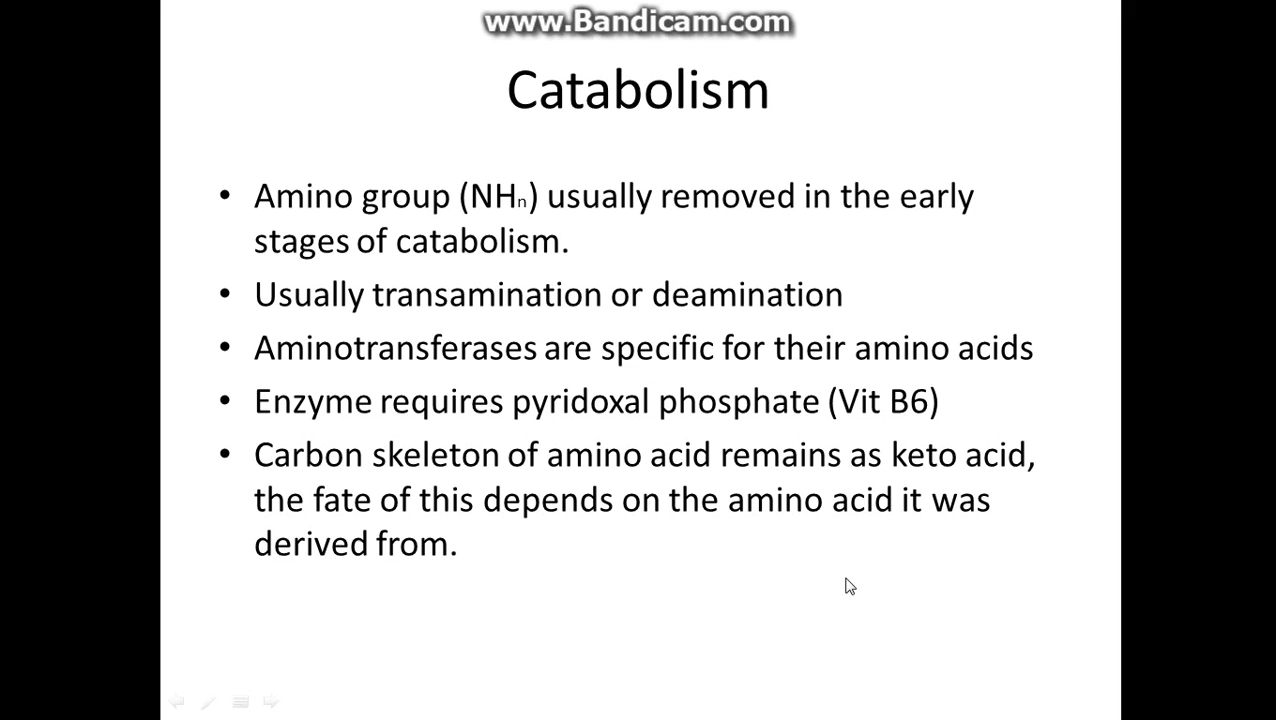 www.Bandicam.com
Catabolism
• Amino group (NHn) usually removed in the early
stages of catabolism.
• Usually transamination or deamination
• Aminotransferases are specific for their amino acids
• Enzyme requires pyridoxal phosphate (Vit B6)
• Carbon skeleton of amino acid remains as keto acid,
the fate of this depends on the amino acid it was
derived from.